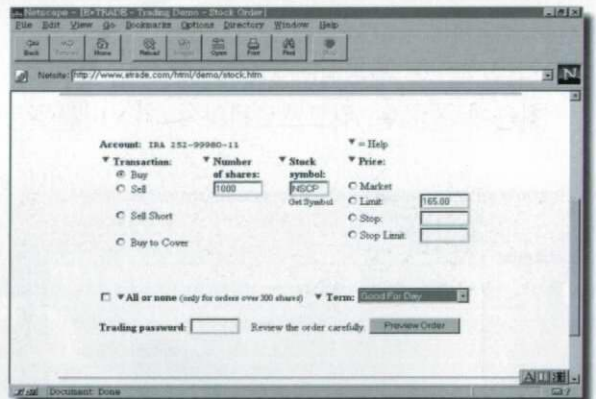 Netscape - [E*TRADE - Trading Demo - Stock Order]
File Edit View Go Bookmarks Options Directory Window Help
Back Home Reload Open Print Find
Netsite: http://www.etrade.com/html/demo/stock.htm
N
Account: IRA 252-99980-11
▼ = Help
▼ Transaction: ▼ Number of shares: ▼ Stock symbol: ▼ Price:
Buy 1000 NSCP Market
Sell Get Symbol Limit: 165.00
Sell Short Stop:
Buy to Cover Stop Limit:
▼ All or none (only for orders over 300 shares) ▼ Term: Good For Day
Trading password: Review the order carefully. Preview Order
Document: Done